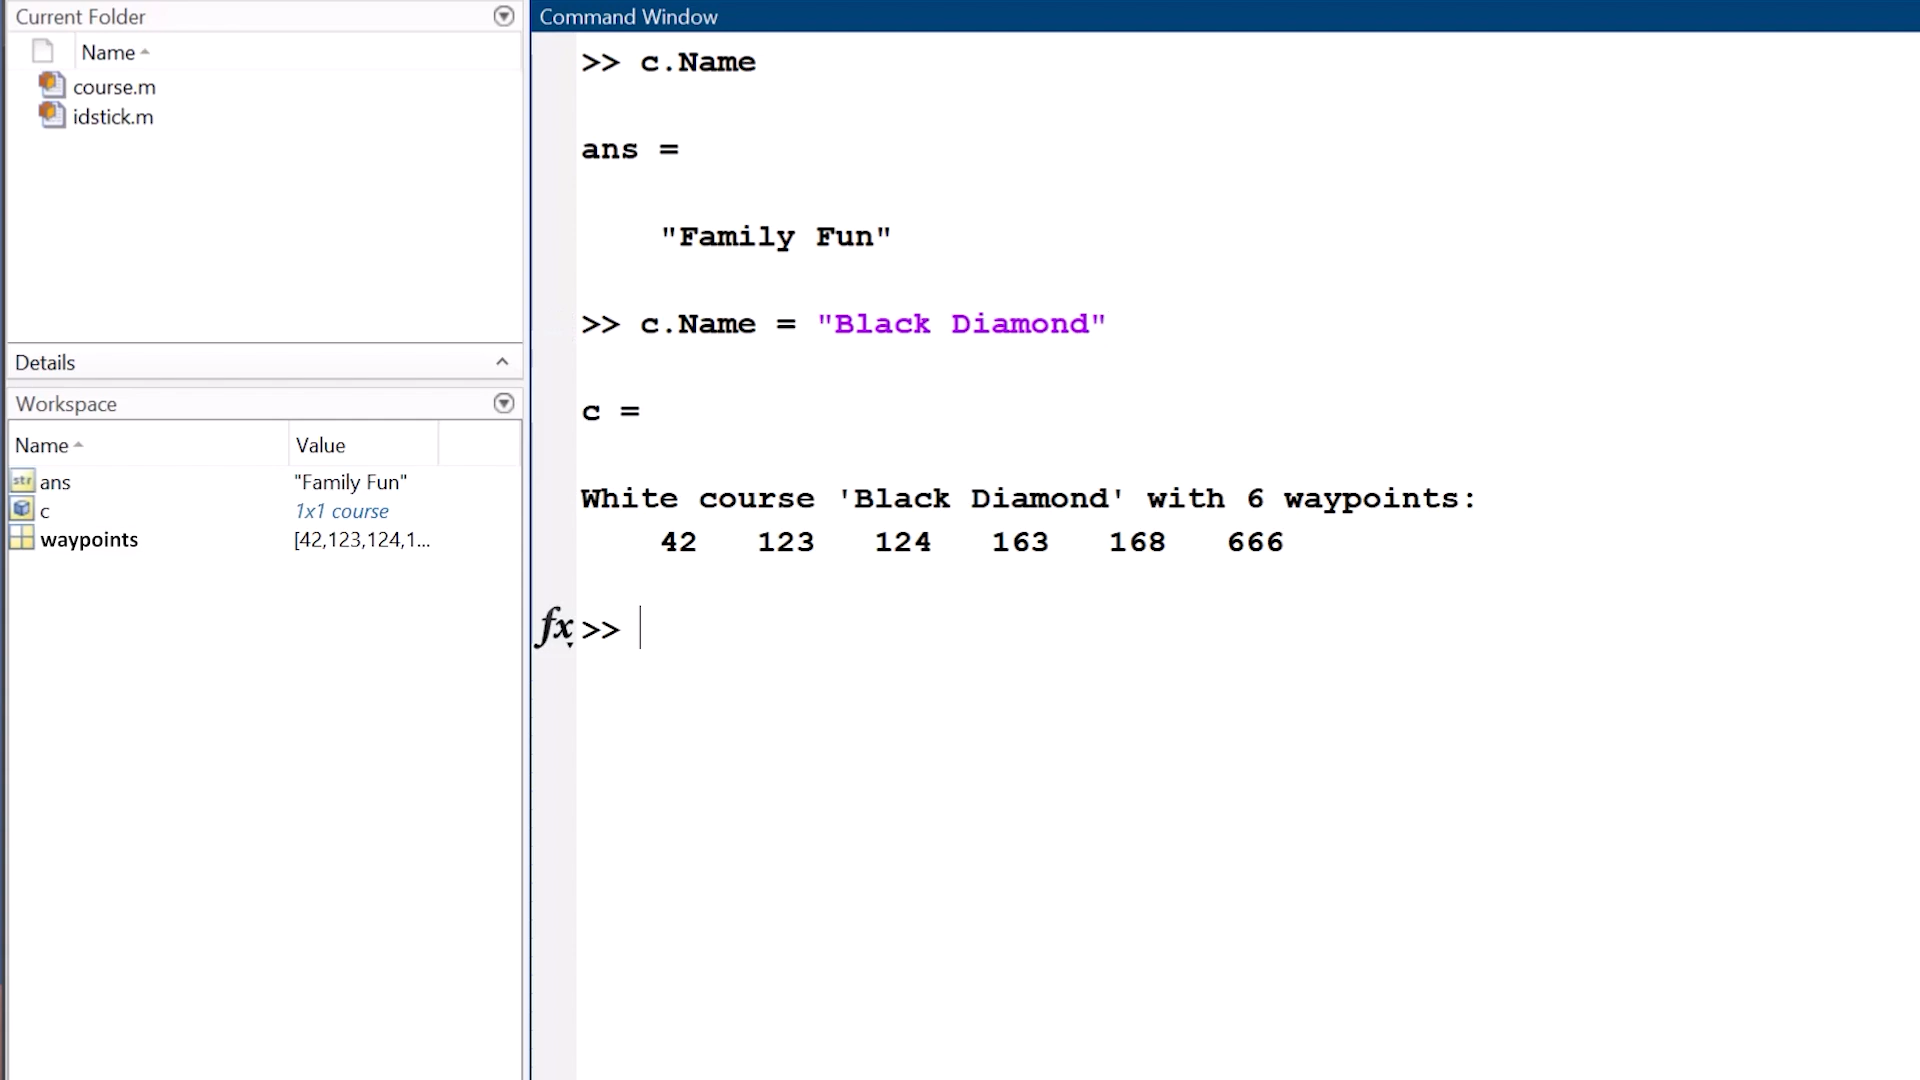 Current Folder
Name
course.m
idstick.m
Details
Workspace
Name Value
str ans "Family Fun"
c 1x1 course
waypoints [42,123,124,1...
Command Window
>> c.Name
ans =
"Family Fun"
>> c.Name = "Black Diamond"
c =
White course 'Black Diamond' with 6 waypoints:
42 123 124 163 168 666
fx >>